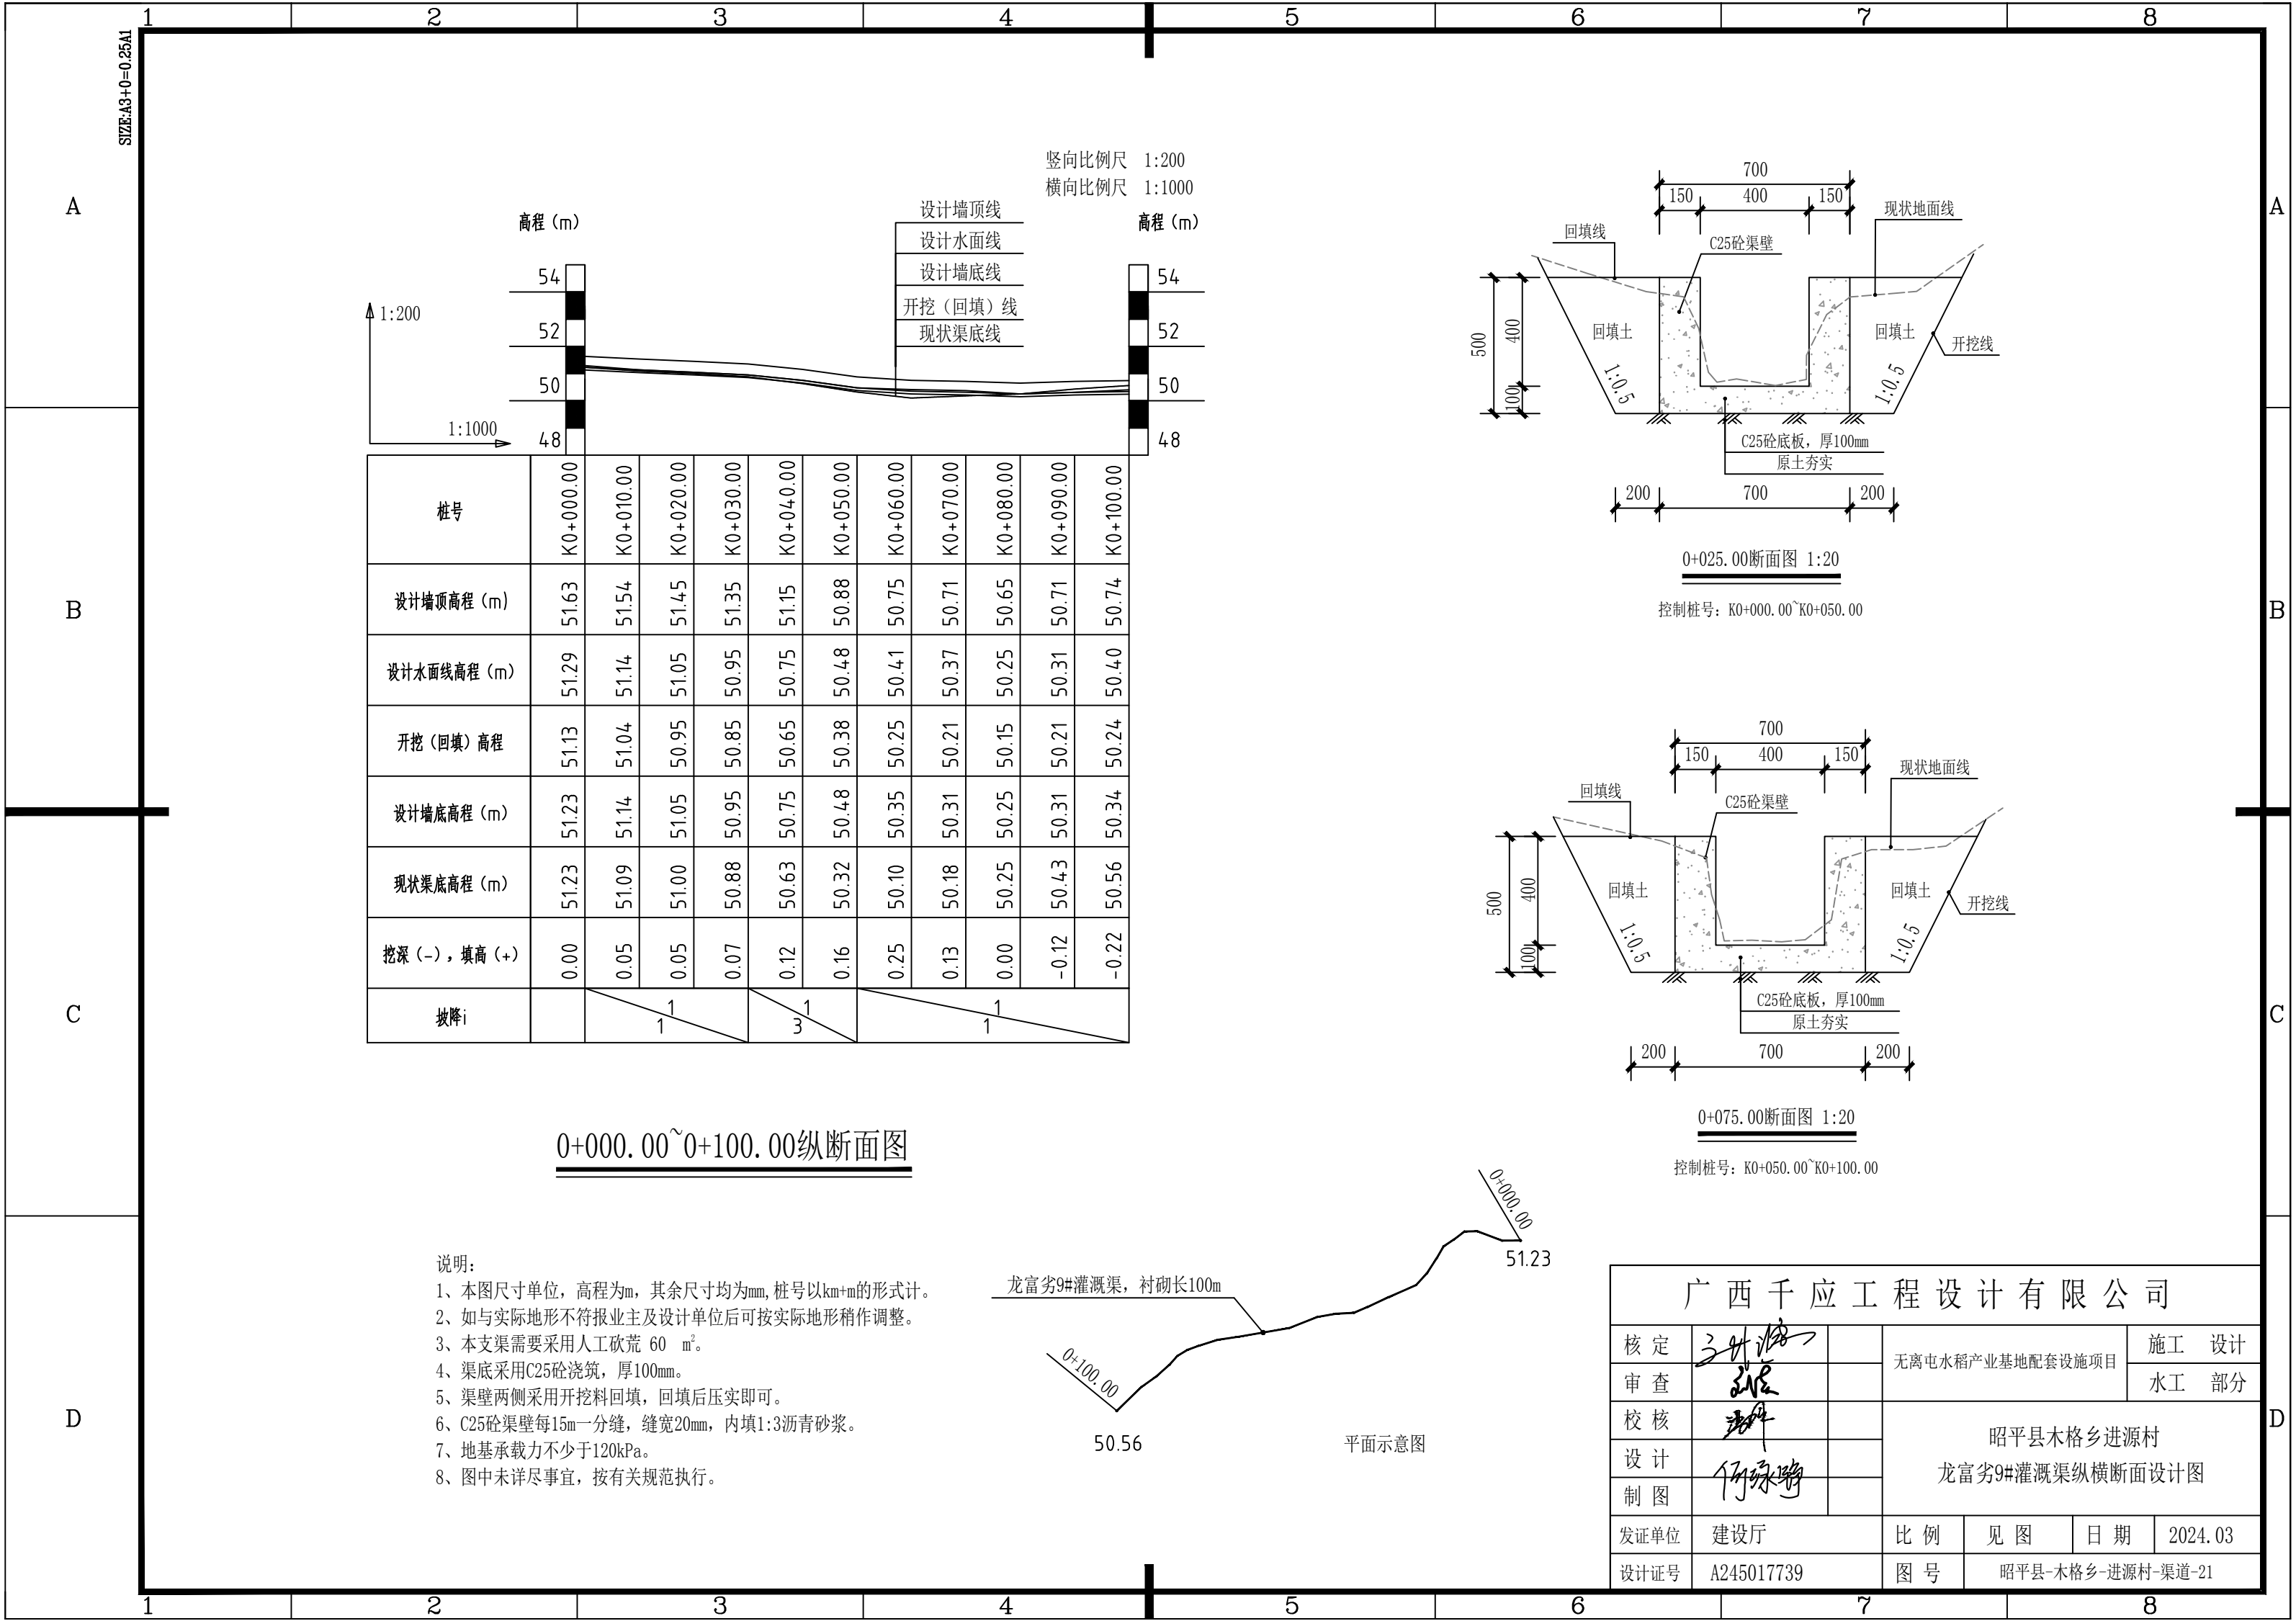 1 2 3 4 5 6 7 8
SIZE:A3+0=0.25A1
A
B
C
D
竖向比例尺 1:200
横向比例尺 1:1000
高程(m)
高程(m)
设计墙顶线
设计水面线
设计墙底线
开挖(回填)线
现状渠底线
54
52
50
48
54
52
50
48
1:200
1:1000
桩号 K0+000.00 K0+010.00 K0+020.00 K0+030.00 K0+040.00 K0+050.00 K0+060.00 K0+070.00 K0+080.00 K0+090.00 K0+100.00
设计墙顶高程(m) 51.63 51.54 51.45 51.35 51.15 50.88 50.75 50.71 50.65 50.71 50.74
设计水面线高程(m) 51.29 51.14 51.05 50.95 50.75 50.48 50.41 50.37 50.25 50.31 50.40
开挖(回填)高程 51.13 51.04 50.95 50.85 50.65 50.38 50.25 50.21 50.15 50.21 50.24
设计墙底高程(m) 51.23 51.14 51.05 50.95 50.75 50.48 50.35 50.31 50.25 50.31 50.34
现状渠底高程(m) 51.23 51.09 51.00 50.88 50.63 50.32 50.10 50.18 50.25 50.43 50.56
挖深(-),填高(+) 0.00 0.05 0.05 0.07 0.12 0.16 0.25 0.13 0.00 -0.12 -0.22
坡降i 1 1 1 3 1 1
0+000.00~0+100.00纵断面图
700
150 400 150
回填线
C25砼渠壁
现状地面线
500
400
100
回填土
回填土
开挖线
1:0.5
1:0.5
C25砼底板，厚100mm
原土夯实
200 700 200
0+025.00断面图 1:20
控制桩号：K0+000.00~K0+050.00
700
150 400 150
回填线
C25砼渠壁
现状地面线
500
400
100
回填土
回填土
开挖线
1:0.5
1:0.5
C25砼底板，厚100mm
原土夯实
200 700 200
0+075.00断面图 1:20
控制桩号：K0+050.00~K0+100.00
说明：
1、本图尺寸单位，高程为m，其余尺寸均为mm,桩号以km+m的形式计。
2、如与实际地形不符报业主及设计单位后可按实际地形稍作调整。
3、本支渠需要采用人工砍荒 60 m²。
4、渠底采用C25砼浇筑，厚100mm。
5、渠壁两侧采用开挖料回填，回填后压实即可。
6、C25砼渠壁每15m一分缝，缝宽20mm，内填1:3沥青砂浆。
7、地基承载力不少于120kPa。
8、图中未详尽事宜，按有关规范执行。
0+000.00
51.23
龙富劣9#灌溉渠，衬砌长100m
0+100.00
50.56
平面示意图
广西千应工程设计有限公司
核定
审查
校核
设计
制图
无离屯水稻产业基地配套设施项目
施工 设计
水工 部分
昭平县木格乡进源村
龙富劣9#灌溉渠纵横断面设计图
发证单位 建设厅 比例 见图 日期 2024.03
设计证号 A245017739 图号 昭平县-木格乡-进源村-渠道-21
A
B
C
D
1 2 3 4 5 6 7 8